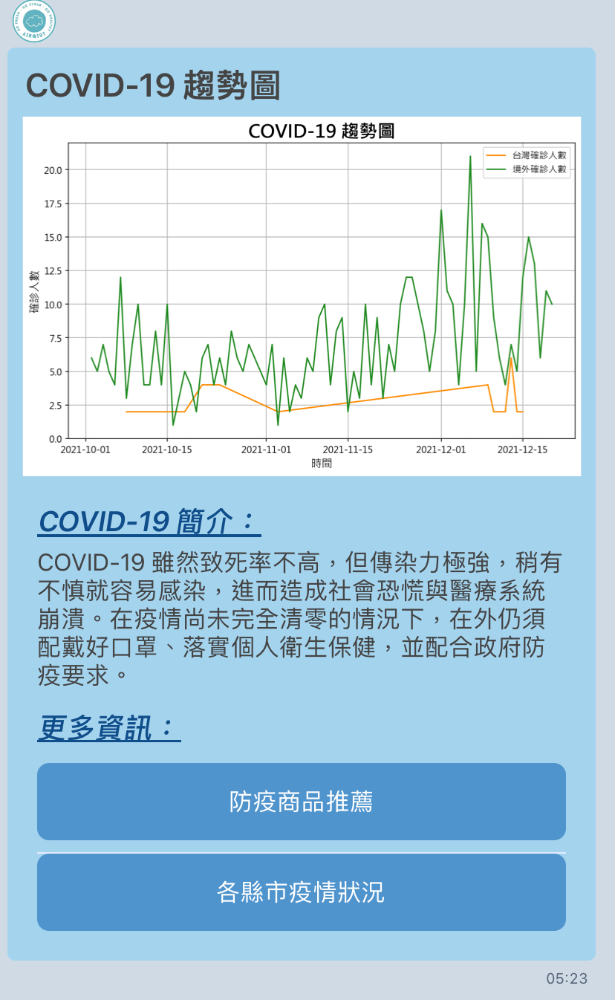 GO FRESH · GO CLEAR · GO HEALTHY
COVID-19 趨勢圖
COVID-19 趨勢圖
台灣確診人數
境外確診人數
20.0
17.5
15.0
12.5
10.0
7.5
5.0
2.5
0.0
確診人數
2021-10-01 2021-10-15 2021-11-01 2021-11-15 2021-12-01 2021-12-15
時間
COVID-19 簡介：
COVID-19 雖然致死率不高，但傳染力極強，稍有
不慎就容易感染，進而造成社會恐慌與醫療系統
崩潰。在疫情尚未完全清零的情況下，在外仍須
配戴好口罩、落實個人衛生保健，並配合政府防
疫要求。
更多資訊：
防疫商品推薦
各縣市疫情狀況
05:23